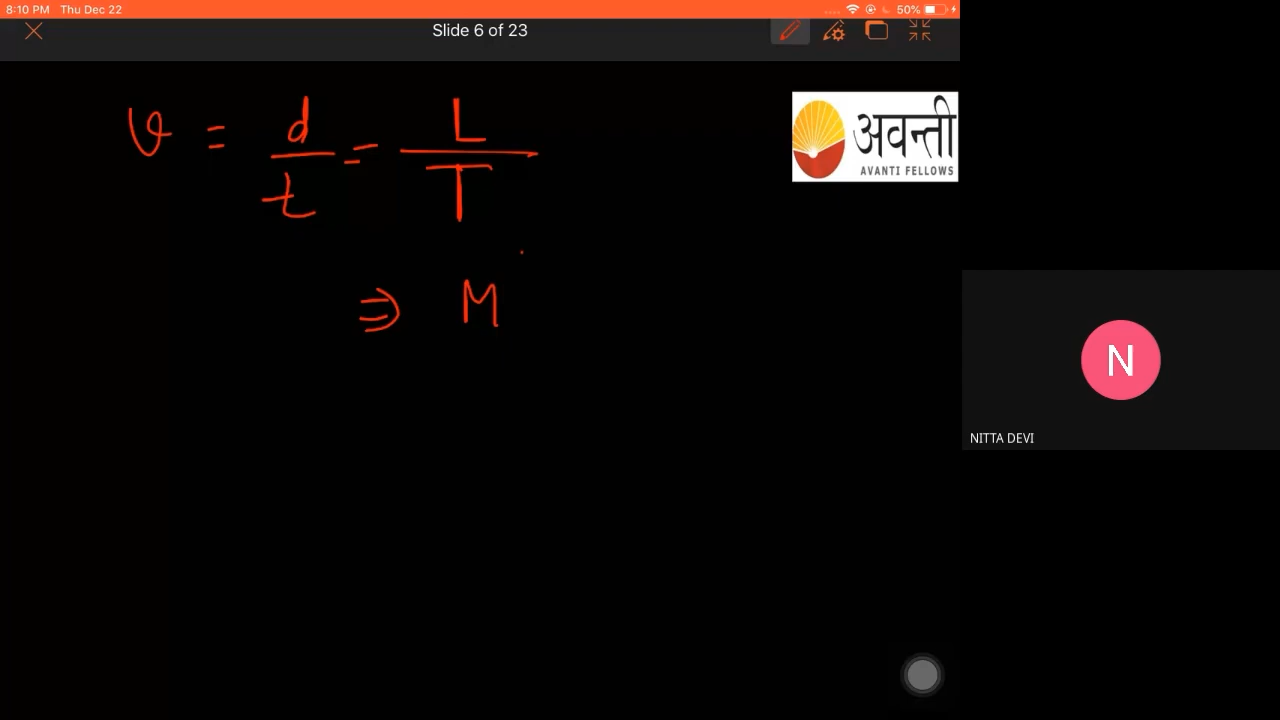 8:10 PM Thu Dec 22
50%
Slide 6 of 23
v = d/t = L/T
⇒ M
अवन्ती
AVANTI FELLOWS
N
NITTA DEVI